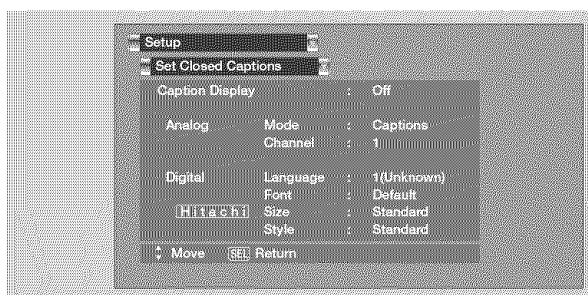 Setup
Set Closed Captions
Caption Display : Off
Analog Mode : Captions
Channel : 1
Digital Language : 1(Unknown)
Font : Default
Hitachi Size : Standard
Style : Standard
Move SEL Return